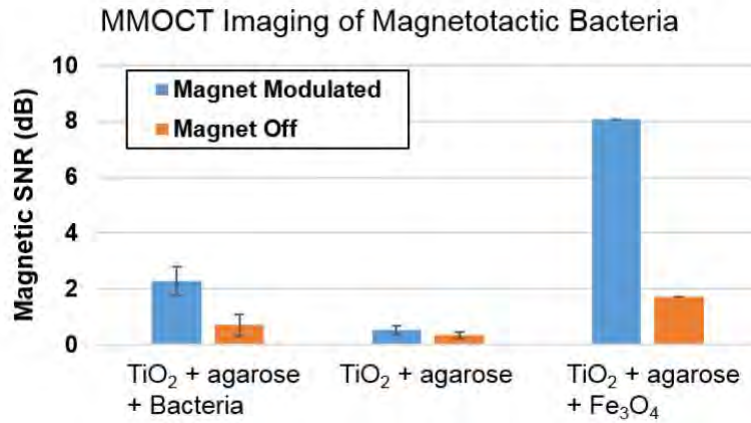 MMOCT Imaging of Magnetotactic Bacteria
Magnetic SNR (dB)
10
8
6
4
2
0
Magnet Modulated
Magnet Off
TiO₂ + agarose
+ Bacteria
TiO₂ + agarose
TiO₂ + agarose
+ Fe₃O₄